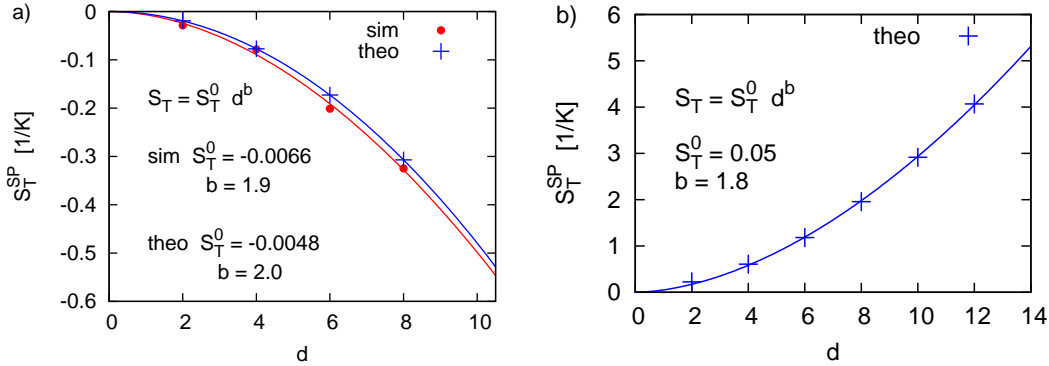 a)
0
-0.1
-0.2
-0.3
-0.4
-0.5
-0.6
S_T^SP [1/K]
sim
theo
S_T = S_T^0 d^b
sim S_T^0 = -0.0066
b = 1.9
theo S_T^0 = -0.0048
b = 2.0
0 2 4 6 8 10
d
b)
6
5
4
3
2
1
0
S_T^SP [1/K]
theo
S_T = S_T^0 d^b
S_T^0 = 0.05
b = 1.8
0 2 4 6 8 10 12 14
d